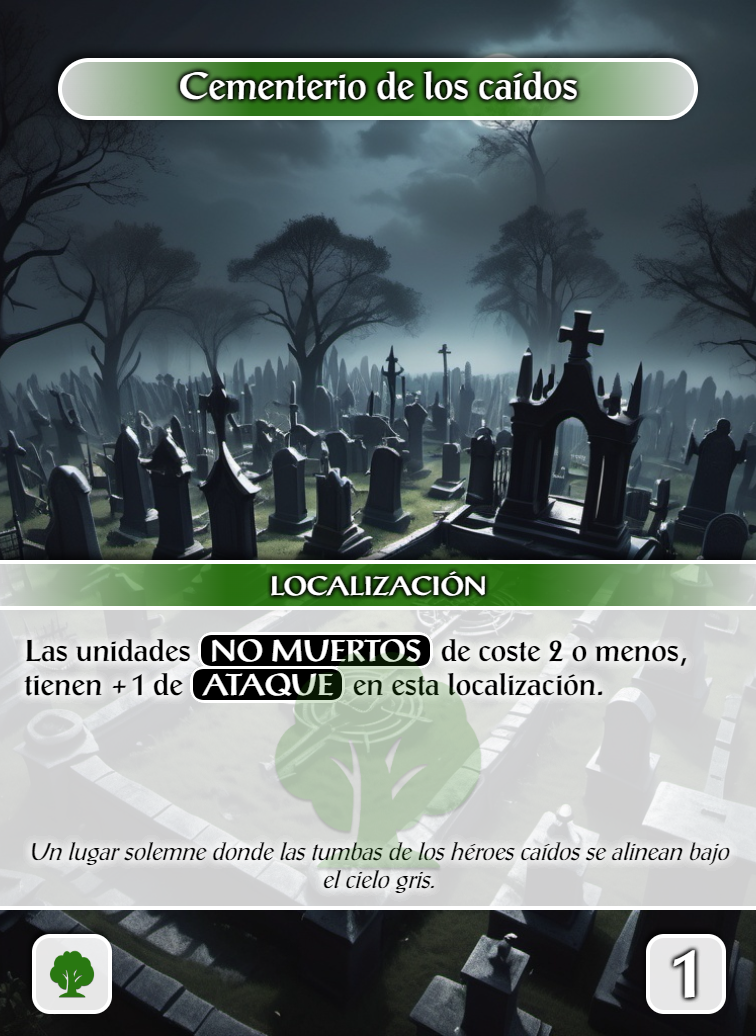 Cementerio de los caídos
LOCALIZACIÓN
Las unidades NO MUERTOS de coste 2 o menos,
tienen +1 de ATAQUE en esta localización.
Un lugar solemne donde las tumbas de los héroes caídos se alinean bajo
el cielo gris.
1